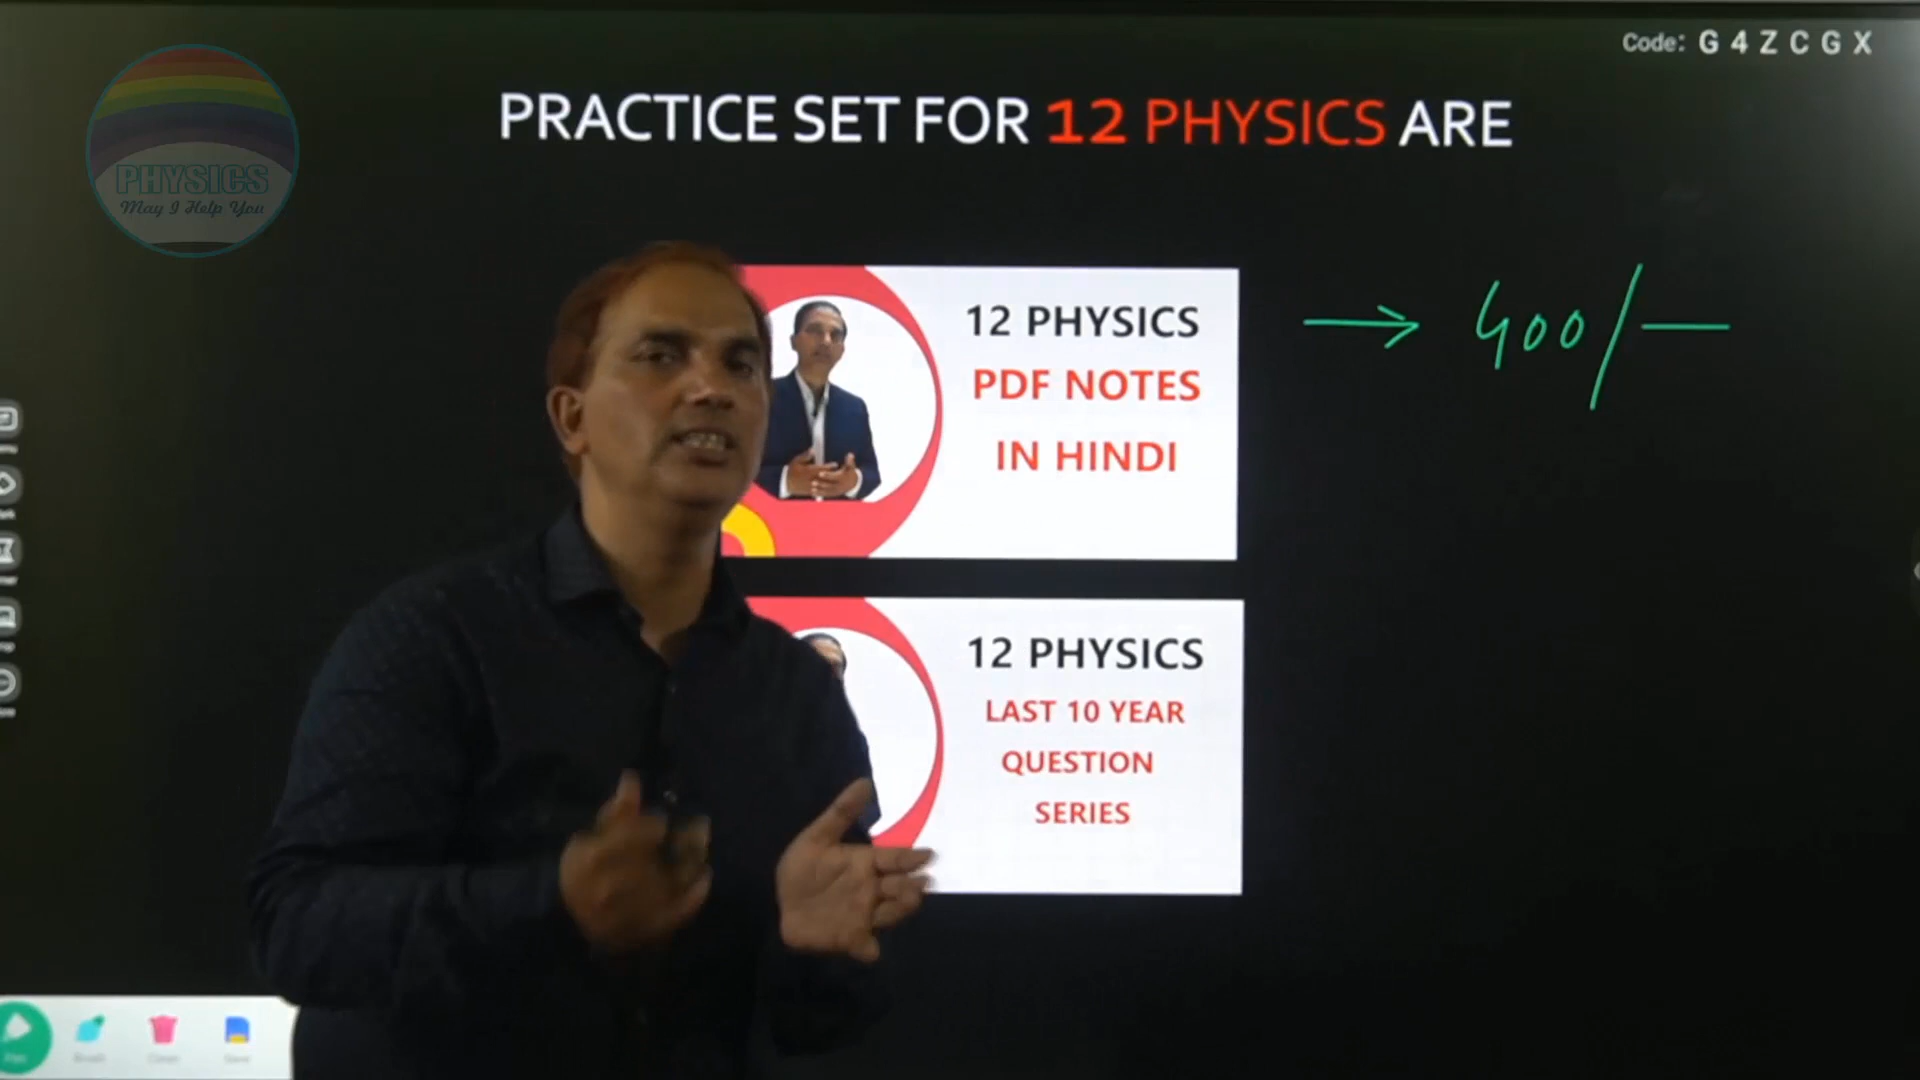 Code: G 4 Z C G X
PHYSICS
May I Help You
PRACTICE SET FOR 12 PHYSICS ARE
12 PHYSICS
PDF NOTES
IN HINDI
→ 400/—
12 PHYSICS
LAST 10 YEAR
QUESTION
SERIES